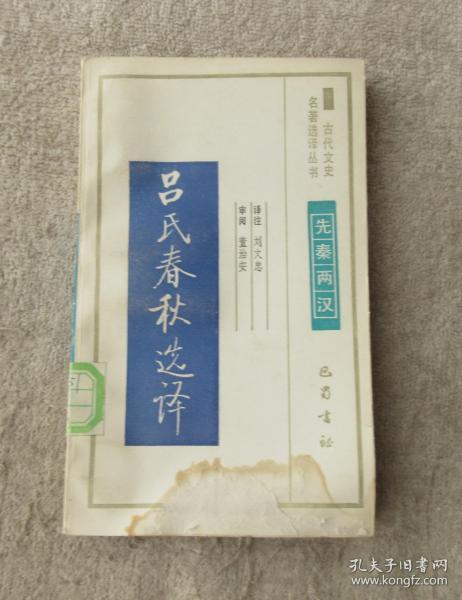 古代文史
名著选译丛书
先秦两汉
巴蜀书社
译注 刘文忠
审阅 董治安
吕氏春秋选译
孔夫子旧书网
www.kongfz.com